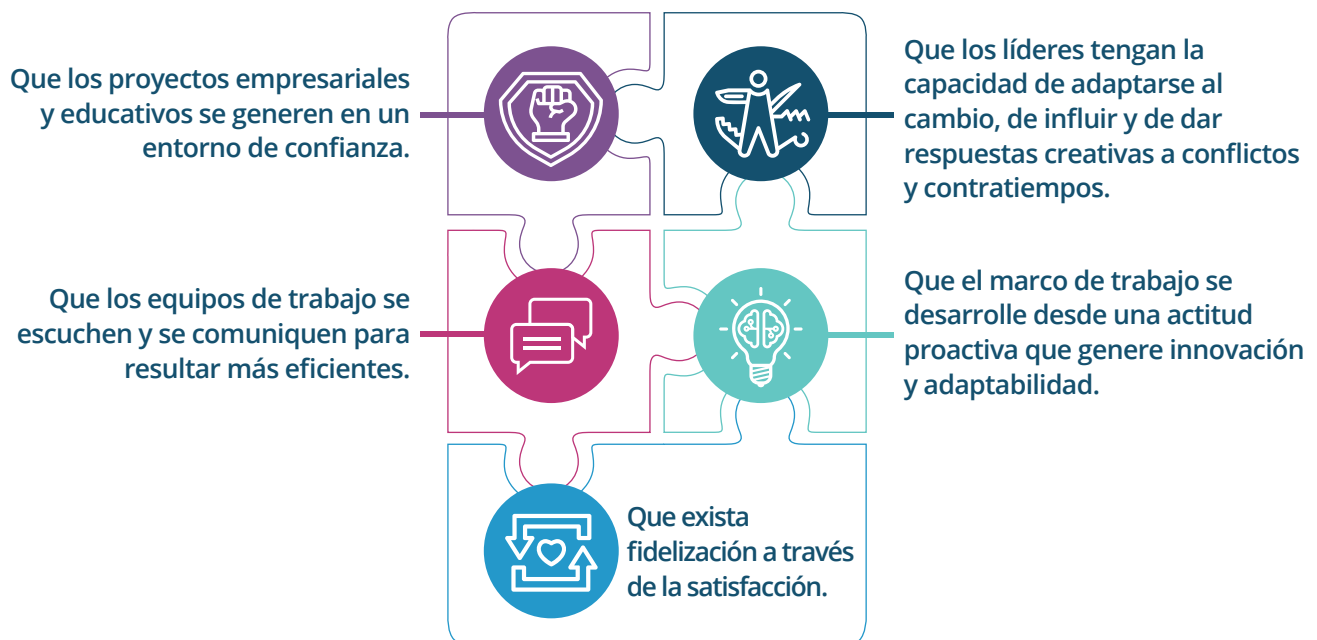 Que los proyectos empresariales
y educativos se generen en un
entorno de confianza.
Que los líderes tengan la
capacidad de adaptarse al
cambio, de influir y de dar
respuestas creativas a conflictos
y contratiempos.
Que los equipos de trabajo se
escuchen y se comuniquen para
resultar más eficientes.
Que el marco de trabajo se
desarrolle desde una actitud
proactiva que genere innovación
y adaptabilidad.
Que exista
fidelización a través
de la satisfacción.